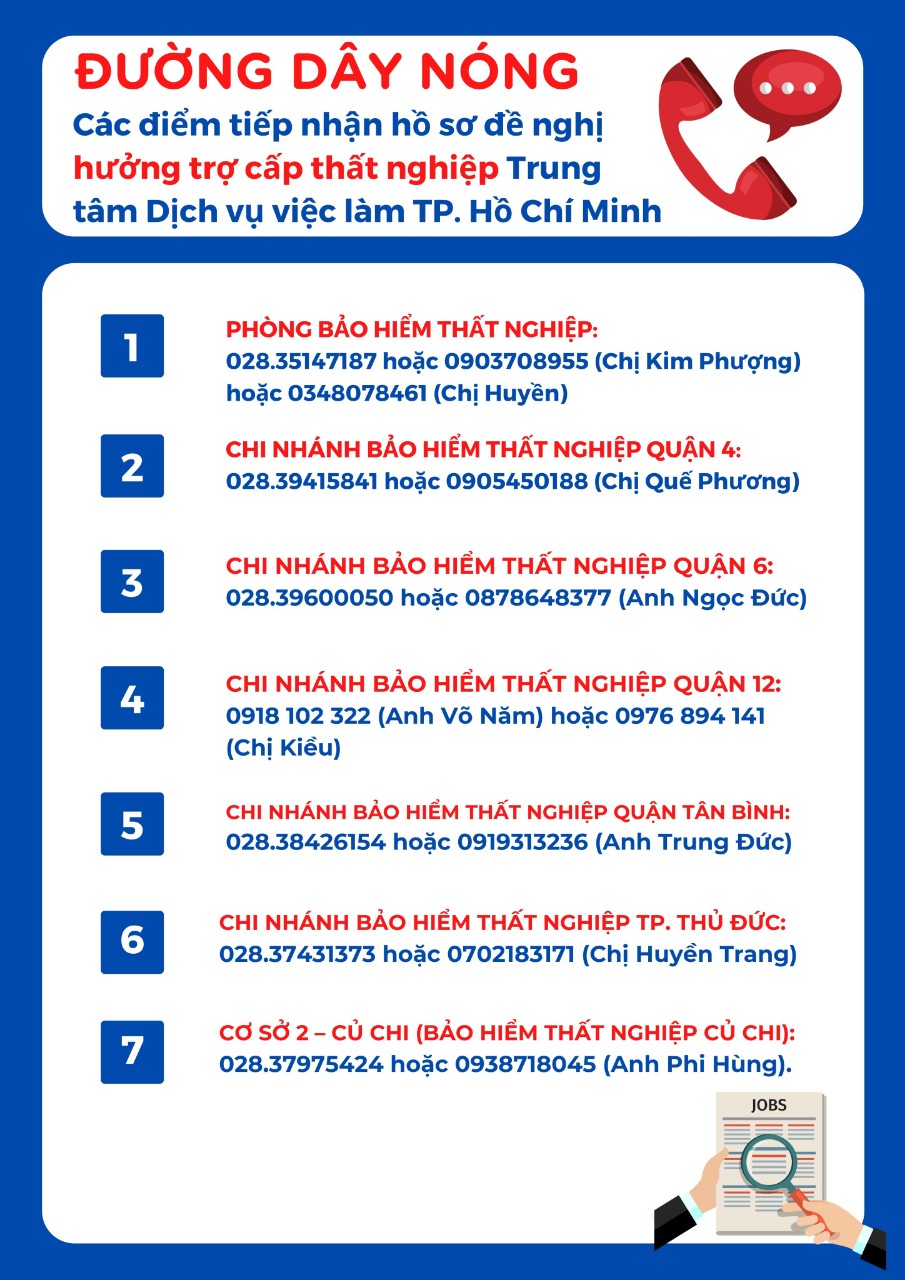 ĐƯỜNG DÂY NÓNG
Các điểm tiếp nhận hồ sơ đề nghị
hưởng trợ cấp thất nghiệp Trung
tâm Dịch vụ việc làm TP. Hồ Chí Minh
1
PHÒNG BẢO HIỂM THẤT NGHIỆP:
028.35147187 hoặc 0903708955 (Chị Kim Phượng)
hoặc 0348078461 (Chị Huyền)
2
CHI NHÁNH BẢO HIỂM THẤT NGHIỆP QUẬN 4:
028.39415841 hoặc 0905450188 (Chị Quế Phương)
3
CHI NHÁNH BẢO HIỂM THẤT NGHIỆP QUẬN 6:
028.39600050 hoặc 0878648377 (Anh Ngọc Đức)
4
CHI NHÁNH BẢO HIỂM THẤT NGHIỆP QUẬN 12:
0918 102 322 (Anh Võ Năm) hoặc 0976 894 141
(Chị Kiều)
5
CHI NHÁNH BẢO HIỂM THẤT NGHIỆP QUẬN TÂN BÌNH:
028.38426154 hoặc 0919313236 (Anh Trung Đức)
6
CHI NHÁNH BẢO HIỂM THẤT NGHIỆP TP. THỦ ĐỨC:
028.37431373 hoặc 0702183171 (Chị Huyền Trang)
7
CƠ SỞ 2 – CỦ CHI (BẢO HIỂM THẤT NGHIỆP CỦ CHI):
028.37975424 hoặc 0938718045 (Anh Phi Hùng).
JOBS